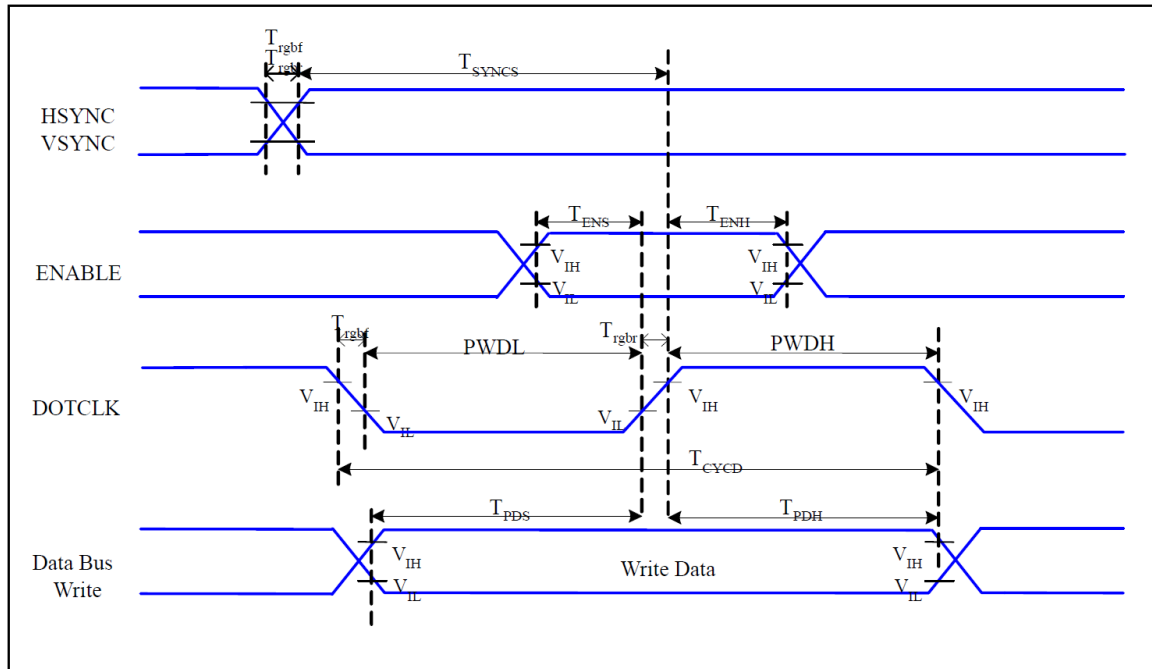 Trgbf
Trgbr
TSYNCS
HSYNC
VSYNC
TENS
TENH
VIH
VIH
ENABLE
VIL
VIL
Trgbf
PWDL
Trgbr
PWDH
VIH
VIH
VIH
DOTCLK
VIL
VIL
TCYCD
TPDS
TPDH
VIH
VIH
Data Bus
Write
Write Data
VIL
VIL